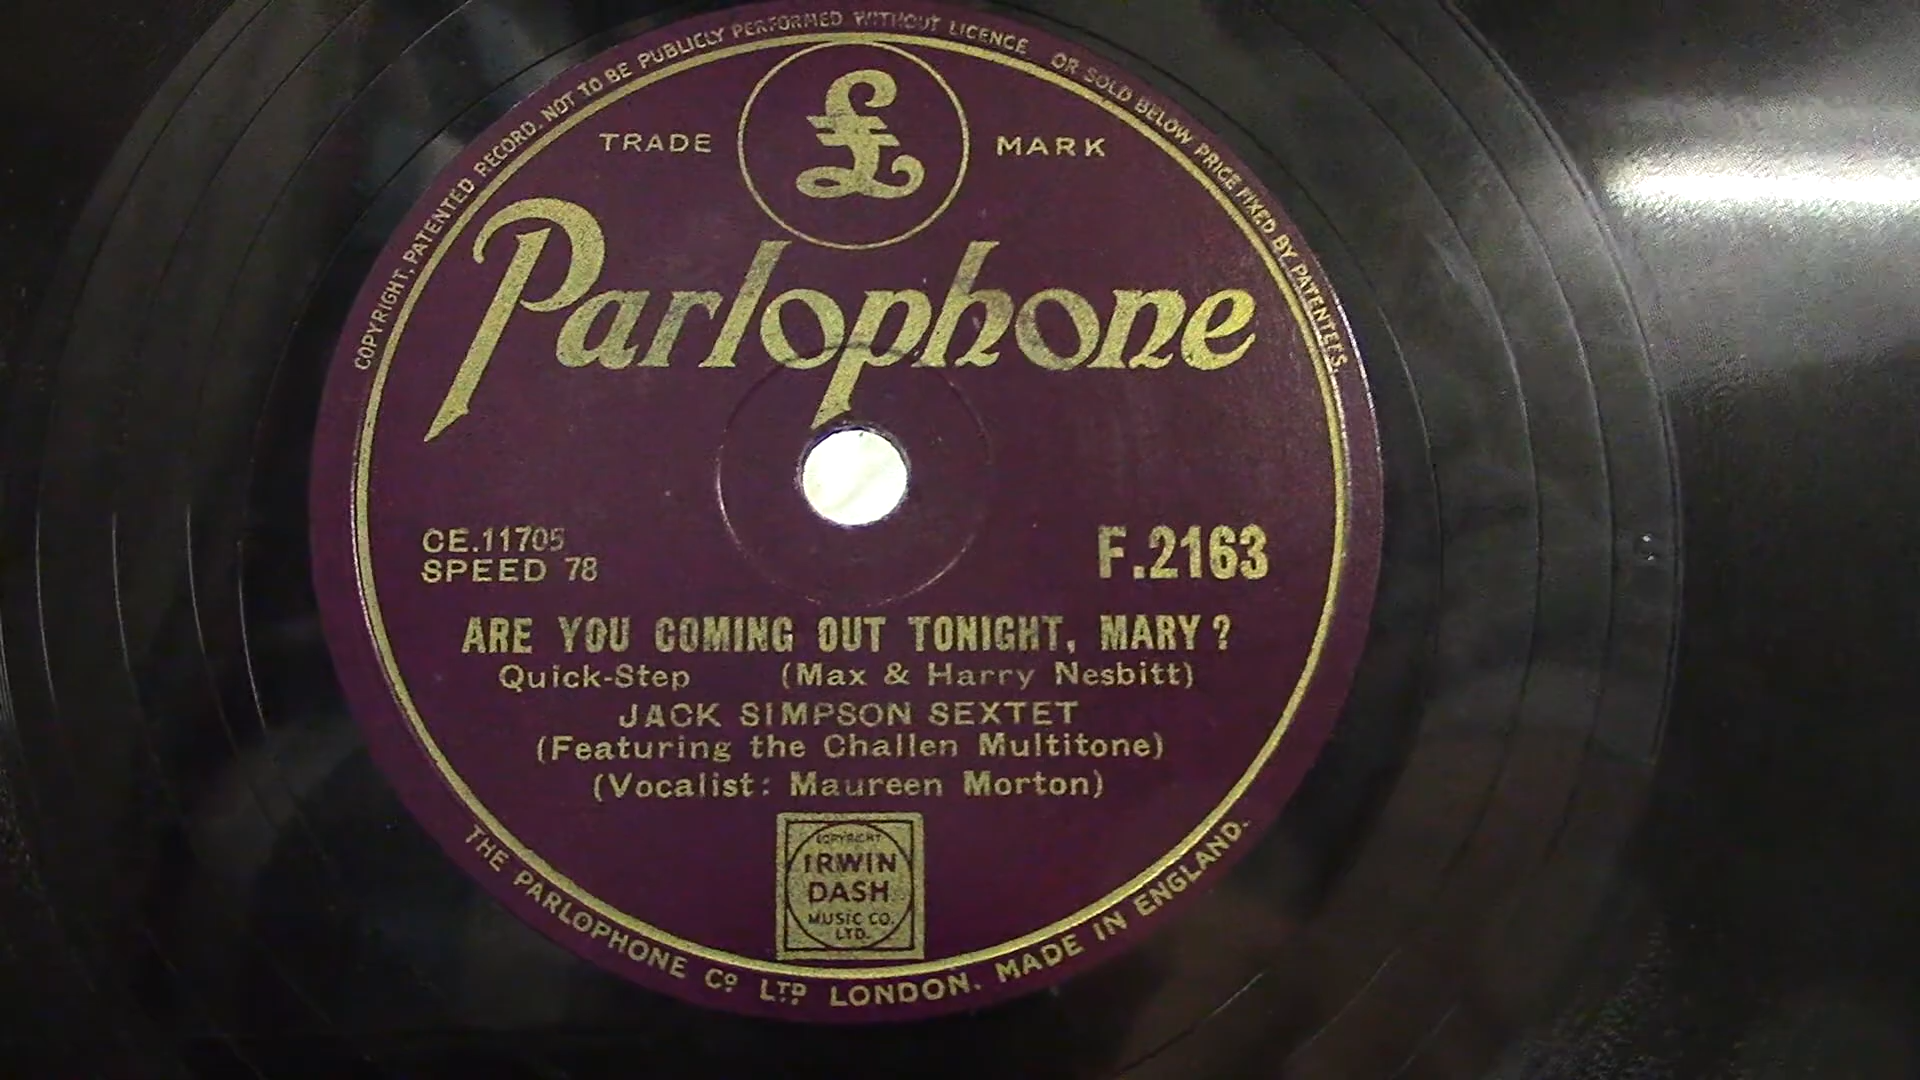 COPYRIGHT, PATENTED RECORD. NOT TO BE PUBLICLY PERFORMED WITHOUT LICENCE OR SOLD BELOW PRICE FIXED BY PATENTEES.
TRADE £ MARK
Parlophone
CE.11705
SPEED 78
F.2163
ARE YOU COMING OUT TONIGHT, MARY?
Quick-Step (Max & Harry Nesbitt)
JACK SIMPSON SEXTET
(Featuring the Challen Multitone)
(Vocalist: Maureen Morton)
COPYRIGHT
IRWIN
DASH
MUSIC CO.
LTD.
THE PARLOPHONE Co LTD LONDON. MADE IN ENGLAND.